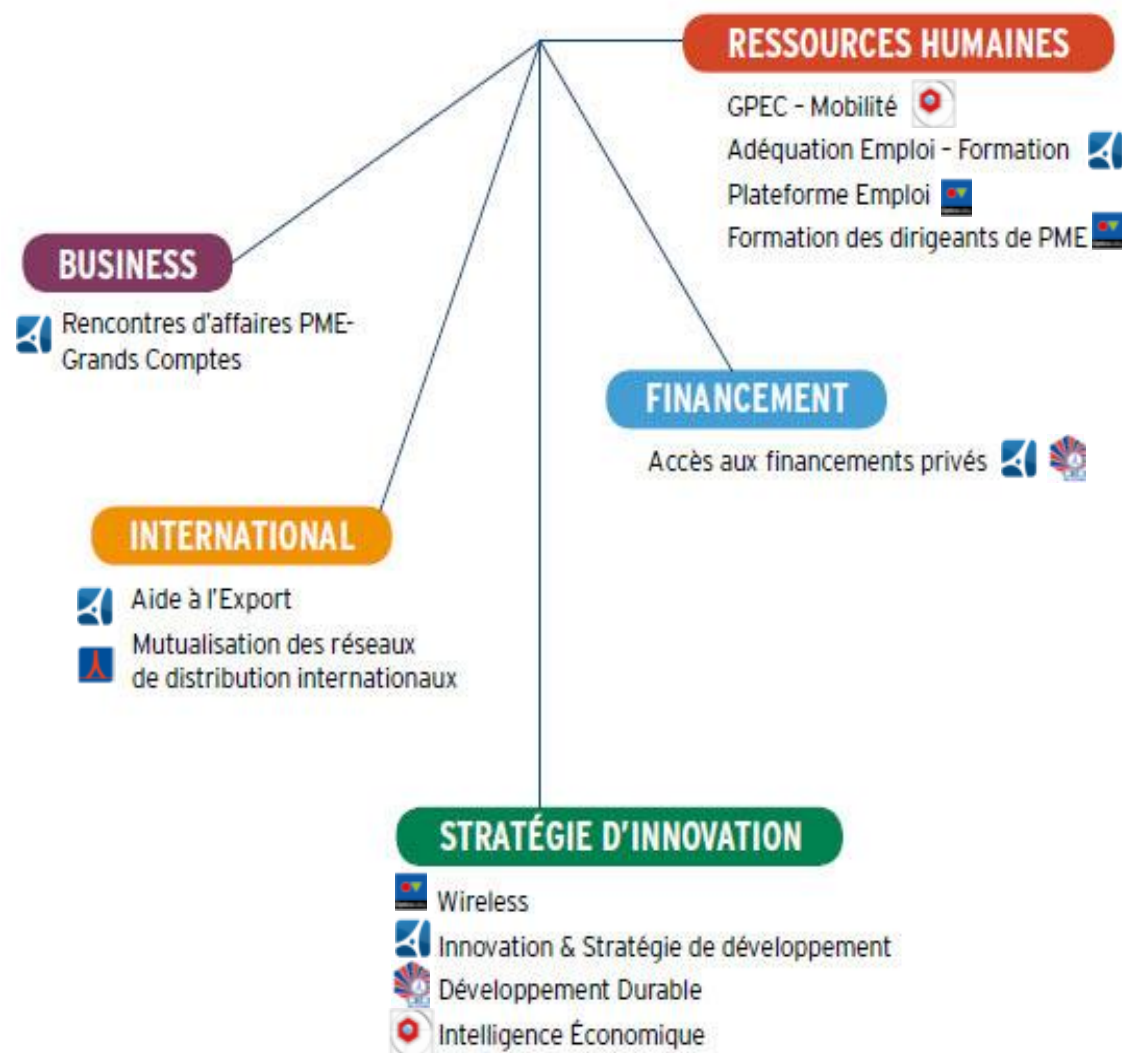 RESSOURCES HUMAINES
GPEC - Mobilité
Adéquation Emploi - Formation
Plateforme Emploi
Formation des dirigeants de PME
BUSINESS
Rencontres d'affaires PME-
Grands Comptes
FINANCEMENT
Accès aux financements privés
INTERNATIONAL
Aide à l'Export
Mutualisation des réseaux
de distribution internationaux
STRATÉGIE D'INNOVATION
Wireless
Innovation & Stratégie de développement
Développement Durable
Intelligence Économique